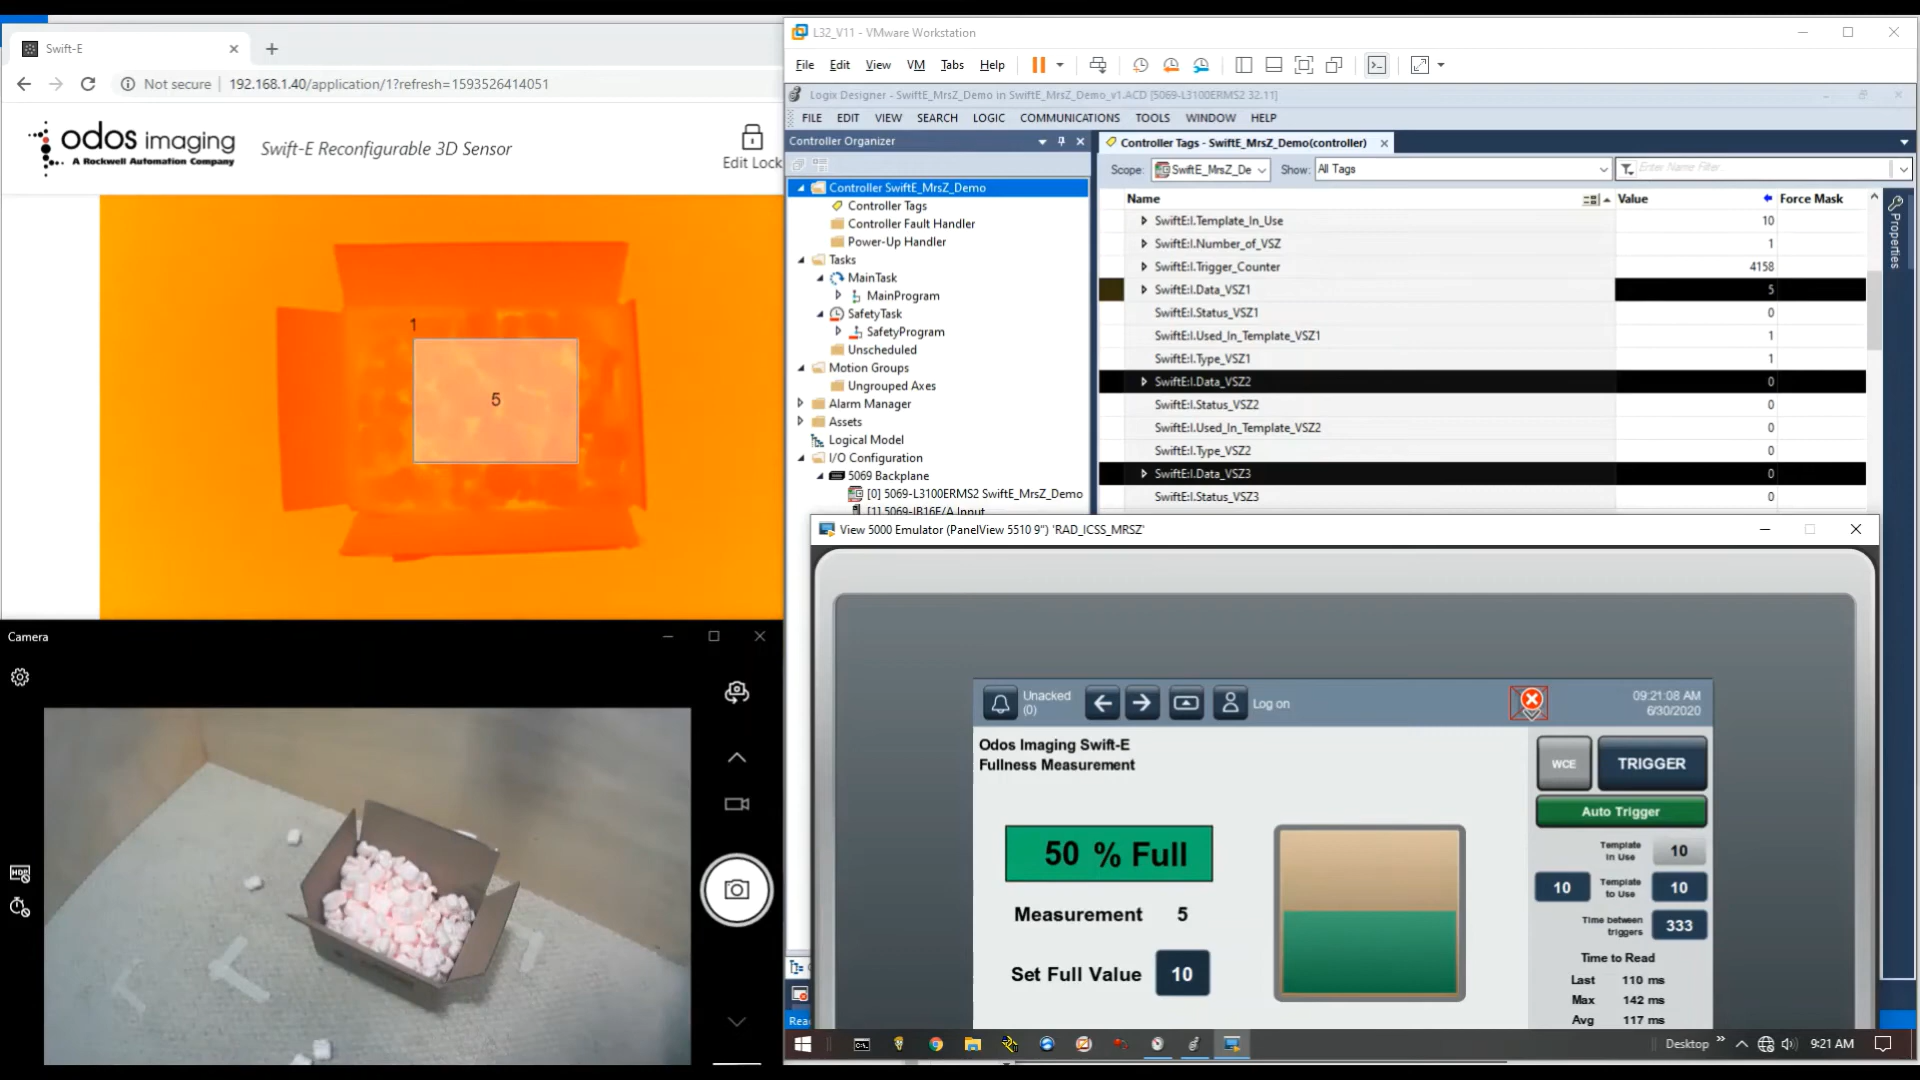 Swift-E
Not secure
192.168.1.40/application/1?refresh=1593526414051
odos imaging
A Rockwell Automation Company
Swift-E Reconfigurable 3D Sensor
Edit Lock
1
5
L32_V11 - VMware Workstation
File Edit View VM Tabs Help
Logix Designer - SwiftE_MrsZ_Demo in SwiftE_MrsZ_Demo_v1.ACD [5069-L3100ERMS2 32.11]
FILE EDIT VIEW SEARCH LOGIC COMMUNICATIONS TOOLS WINDOW HELP
Controller Organizer
Controller SwiftE_MrsZ_Demo
Controller Tags
Controller Fault Handler
Power-Up Handler
Tasks
MainTask
MainProgram
SafetyTask
SafetyProgram
Unscheduled
Motion Groups
Ungrouped Axes
Alarm Manager
Assets
Logical Model
I/O Configuration
5069 Backplane
[0] 5069-L3100ERMS2 SwiftE_MrsZ_Demo
[1] 5069-IB16F/A Input
Controller Tags - SwiftE_MrsZ_Demo(controller)
Scope: SwiftE_MrsZ_De Show: All Tags Enter Name Filter...
Name Value Force Mask
SwiftE:I.Template_In_Use 10
SwiftE:I.Number_of_VSZ 1
SwiftE:I.Trigger_Counter 4158
SwiftE:I.Data_VSZ1 5
SwiftE:I.Status_VSZ1 0
SwiftE:I.Used_In_Template_VSZ1 1
SwiftE:I.Type_VSZ1 1
SwiftE:I.Data_VSZ2 0
SwiftE:I.Status_VSZ2 0
SwiftE:I.Used_In_Template_VSZ2 0
SwiftE:I.Type_VSZ2 0
SwiftE:I.Data_VSZ3 0
SwiftE:I.Status_VSZ3 0
Properties
View 5000 Emulator (PanelView 5510 9") 'RAD_ICSS_MRSZ'
Unacked
(0)
Log on
09:21:08 AM
6/30/2020
Odos Imaging Swift-E
Fullness Measurement
50 % Full
Measurement 5
Set Full Value 10
WCE
TRIGGER
Auto Trigger
Template
In Use
10
10
Template
to Use
10
Time between
triggers
333
Time to Read
Last 110 ms
Max 142 ms
Avg 117 ms
Camera
HDR
Rea
Desktop
9:21 AM